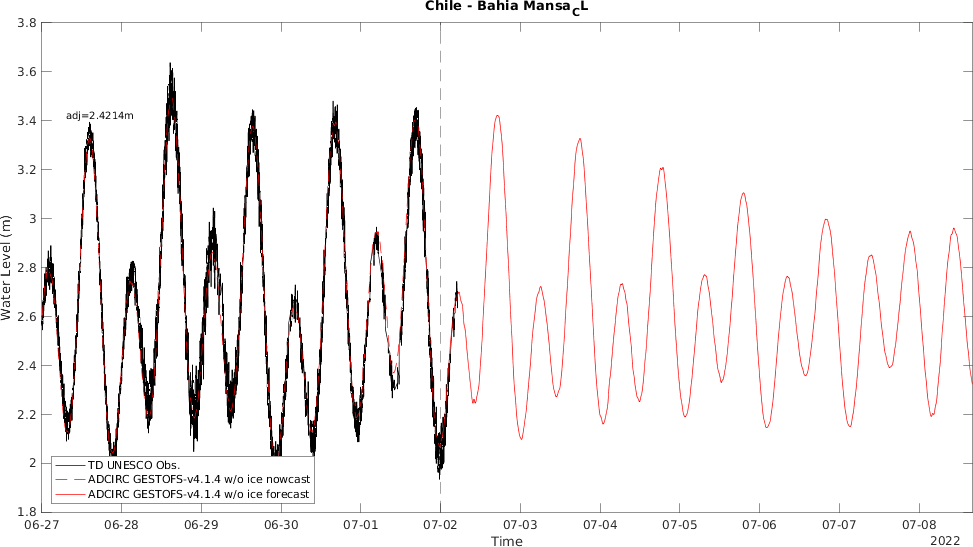 Chile - Bahia Mansa_CL
3.8
3.6
3.4
3.2
3
2.8
2.6
2.4
2.2
2
1.8
Water Level (m)
adj=2.4214m
TD UNESCO Obs.
ADCIRC GESTOFS-v4.1.4 w/o ice nowcast
ADCIRC GESTOFS-v4.1.4 w/o ice forecast
06-27 06-28 06-29 06-30 07-01 07-02 07-03 07-04 07-05 07-06 07-07 07-08
Time
2022